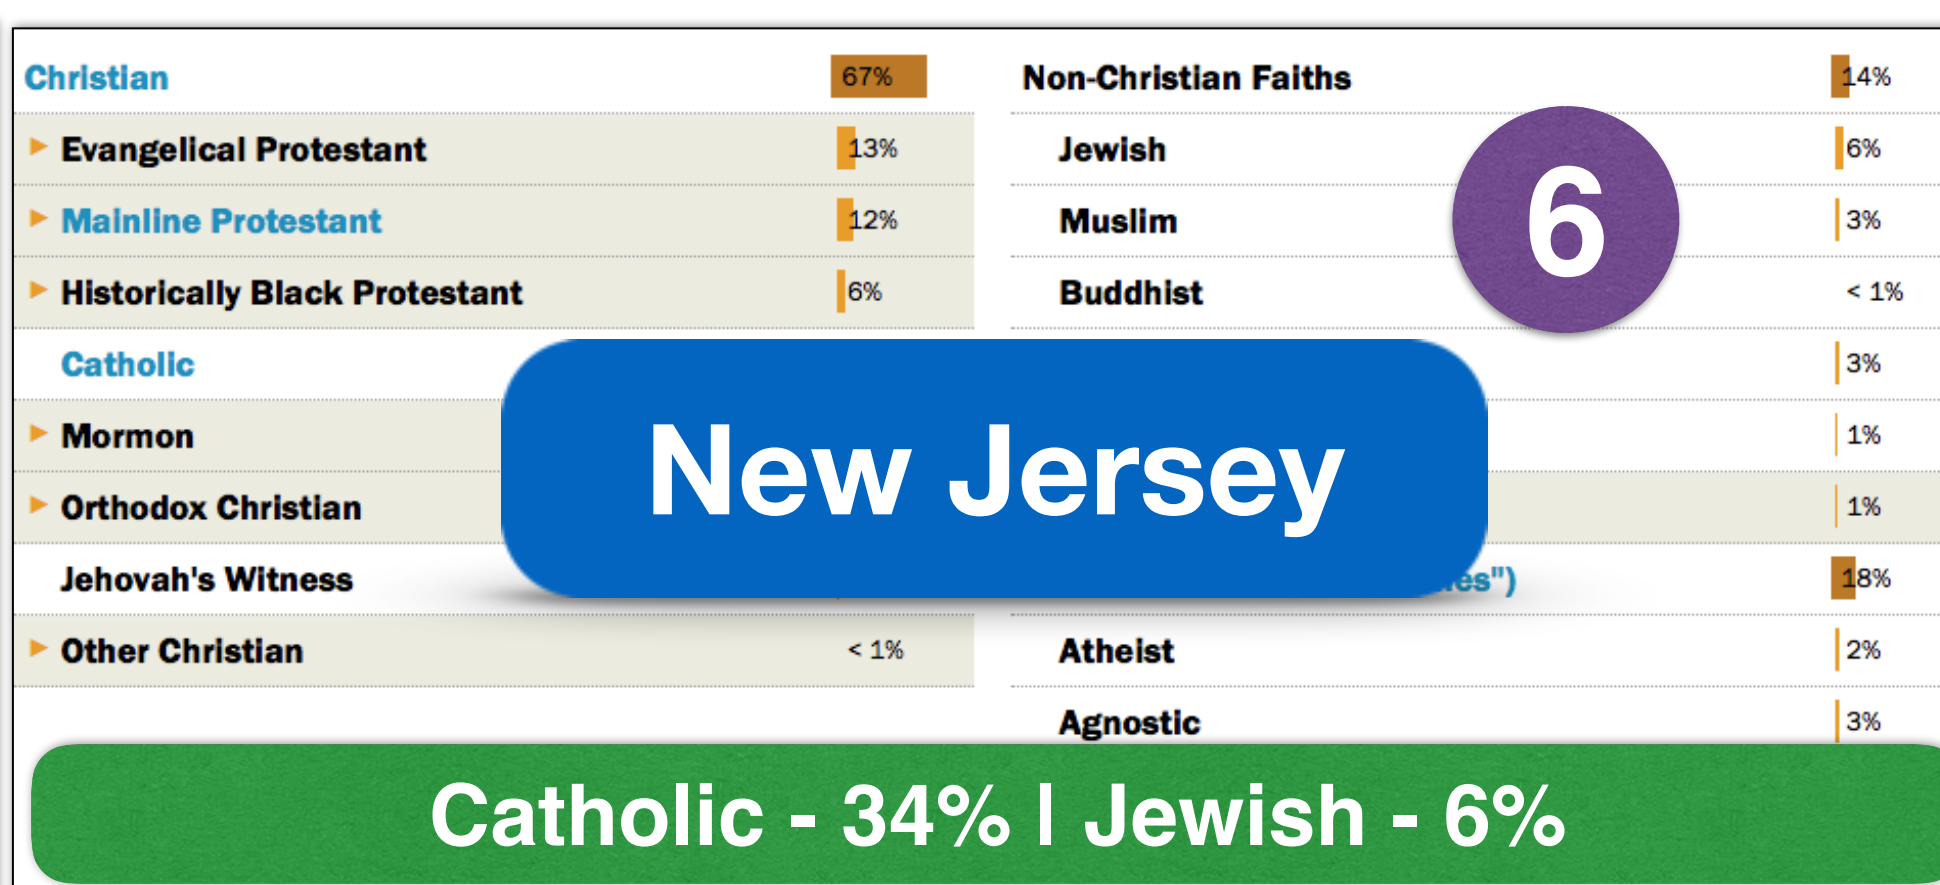 Christian 67%
Evangelical Protestant 13%
Mainline Protestant 12%
Historically Black Protestant 6%
Catholic
Mormon
Orthodox Christian
Jehovah's Witness
Other Christian < 1%
Non-Christian Faiths 14%
Jewish 6%
Muslim 3%
Buddhist < 1%
3%
1%
1%
18%
Atheist 2%
Agnostic 3%
6
New Jersey
Catholic - 34% | Jewish - 6%